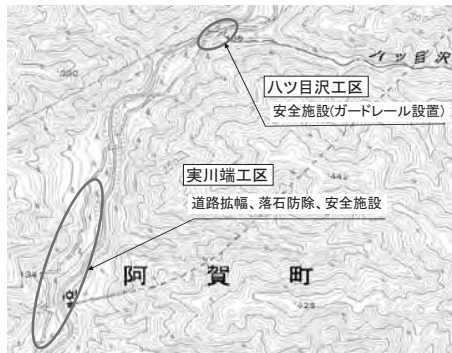 八ツ目沢
八ツ目沢工区
安全施設(ガードレール設置)
実川端工区
道路拡幅、落石防除、安全施設
阿賀町